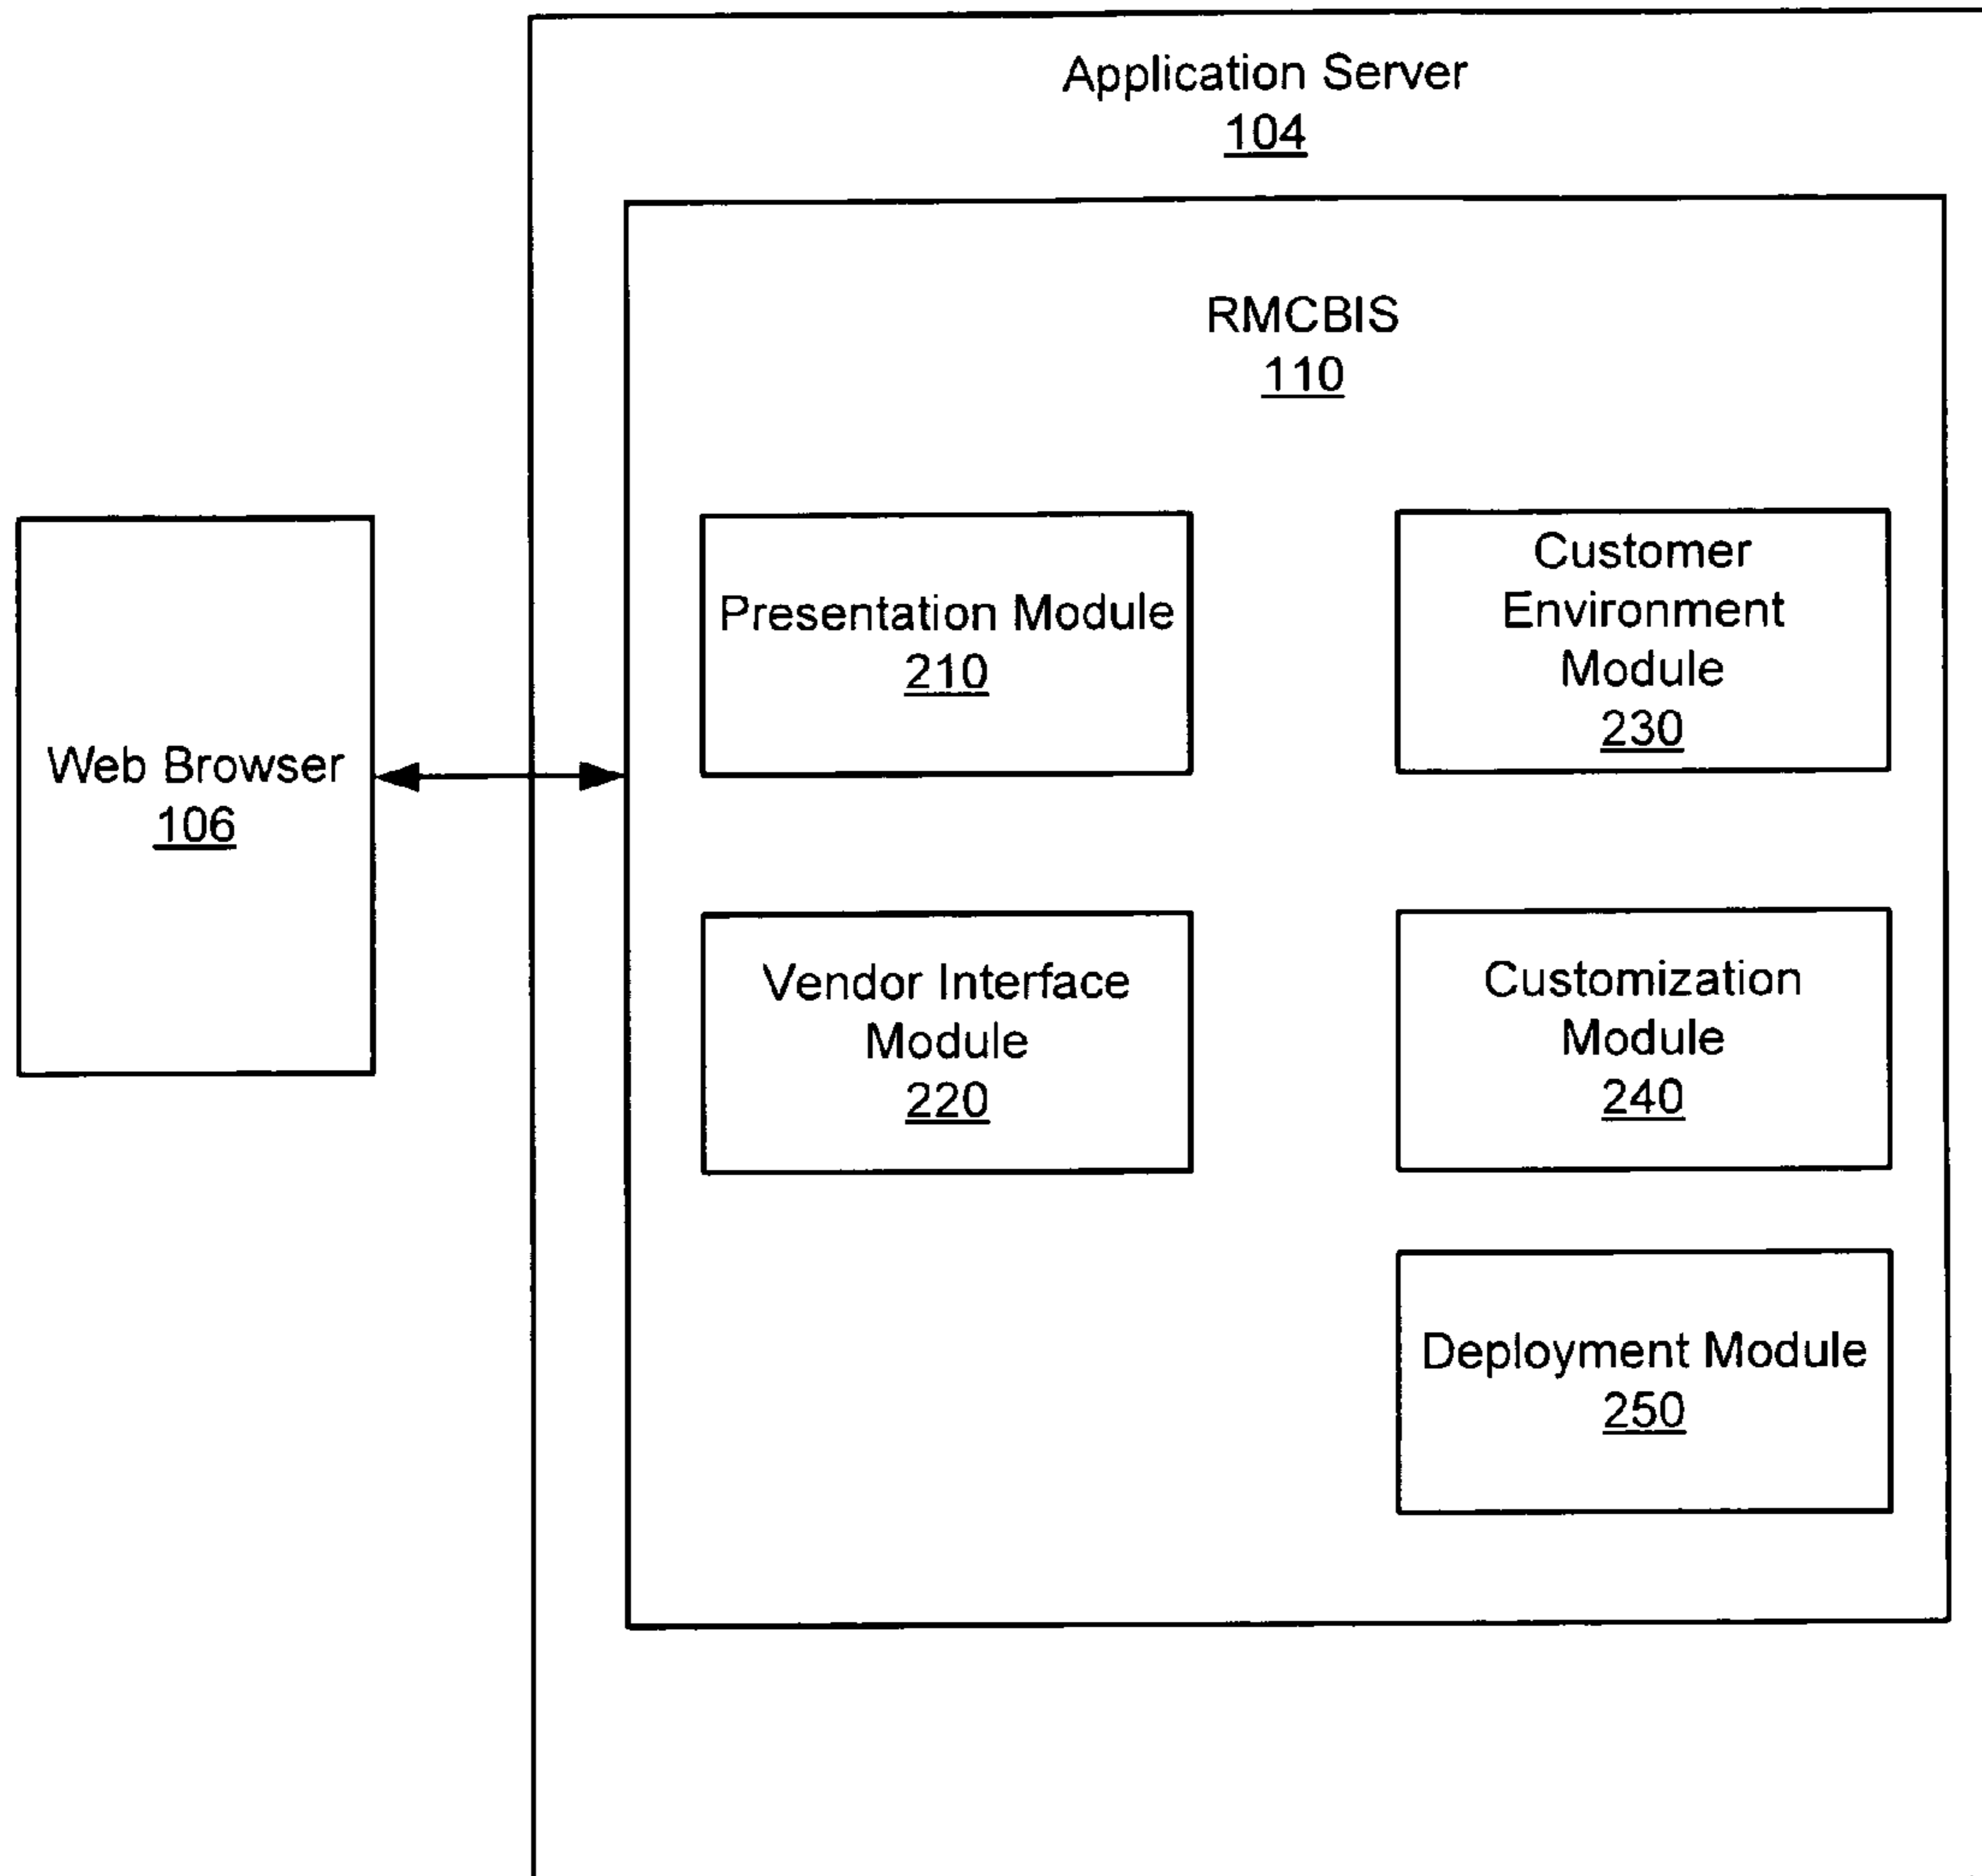 Application Server
104
RMCBIS
110
Web Browser
106
Presentation Module
210
Customer
Environment
Module
230
Vendor Interface
Module
220
Customization
Module
240
Deployment Module
250